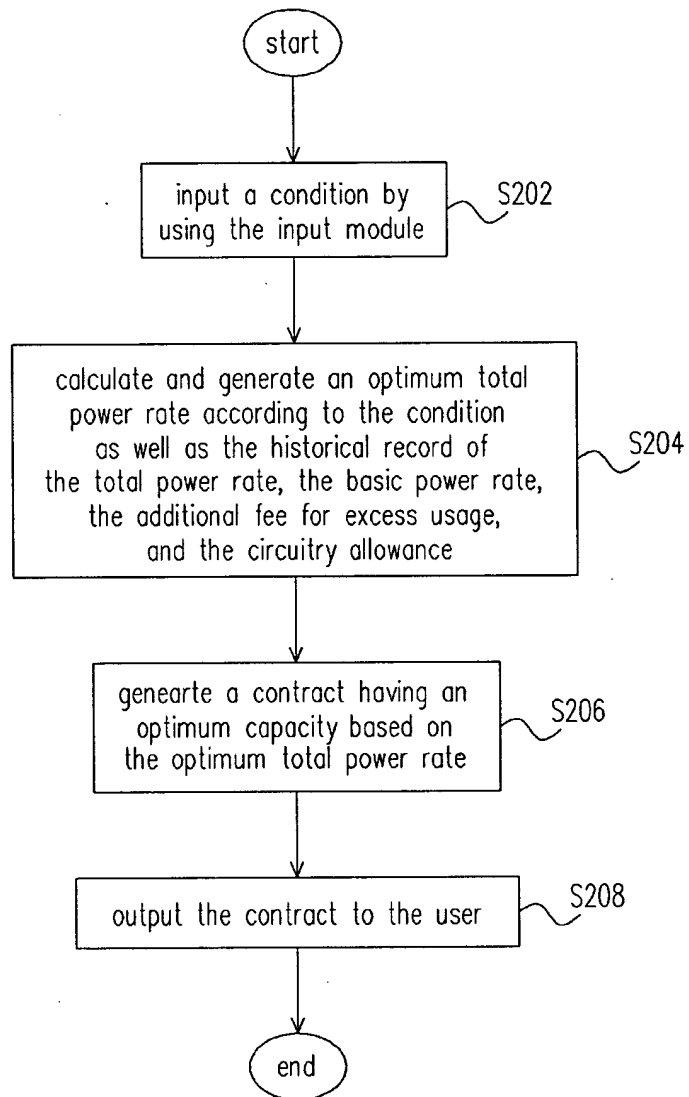 start
input a condition by
using the input module
S202
calculate and generate an optimum total
power rate according to the condition
as well as the historical record of
the total power rate, the basic power rate,
the additional fee for excess usage,
and the circuitry allowance
S204
genearte a contract having an
optimum capacity based on
the optimum total power rate
S206
output the contract to the user
S208
end